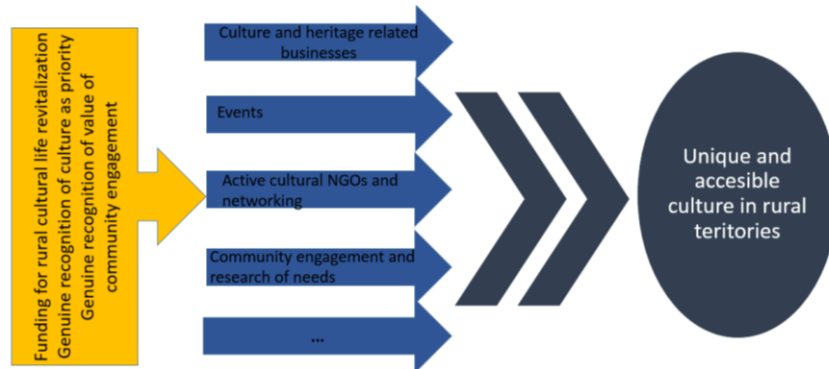 Funding for rural cultural life revitalization
Genuine recognition of culture as priority
Genuine recognition of value of
community engagement
Culture and heritage related
businesses
Events
Active cultural NGOs and
networking
Community engagement and
research of needs
...
Unique and
accesible
culture in rural
teritories